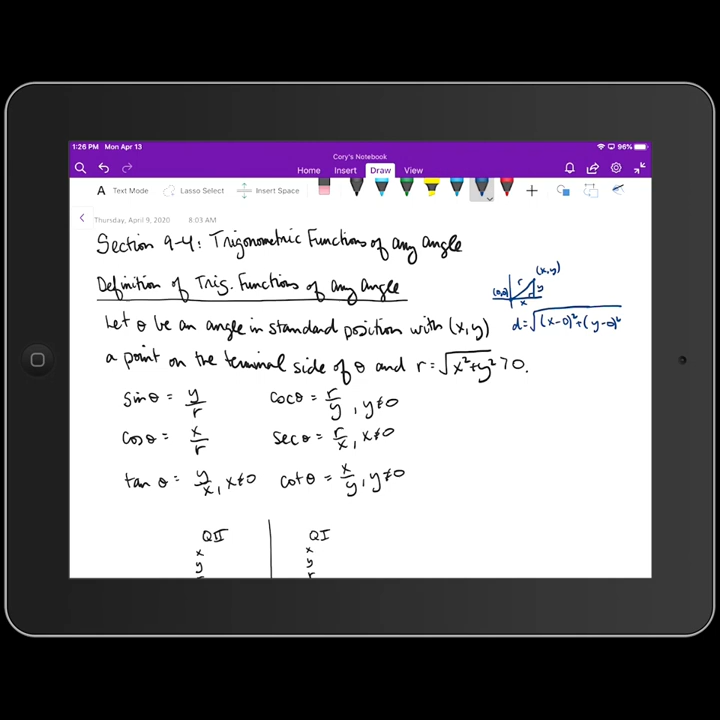 1:26 PM Mon Apr 13
96%
Cory's Notebook
Home Insert Draw View
A Text Mode Lasso Select Insert Space
Thursday, April 9, 2020 8:03 AM
Section 9-4: Trigonometric Functions of any angle
Definition of Trig. Functions of any angle
(x,y)
r
y
(0,0)
x
d=√(x-0)²+(y-0)²
Let θ be an angle in standard position with (x,y)
a point on the terminal side of θ and r=√x²+y² >0.
sin θ = y/r cscθ = r/y, y≠0
cos θ = x/r sec θ = r/x, x≠0
tan θ = y/x, x≠0 cot θ = x/y, y≠0
QII QI
x x
y y
r